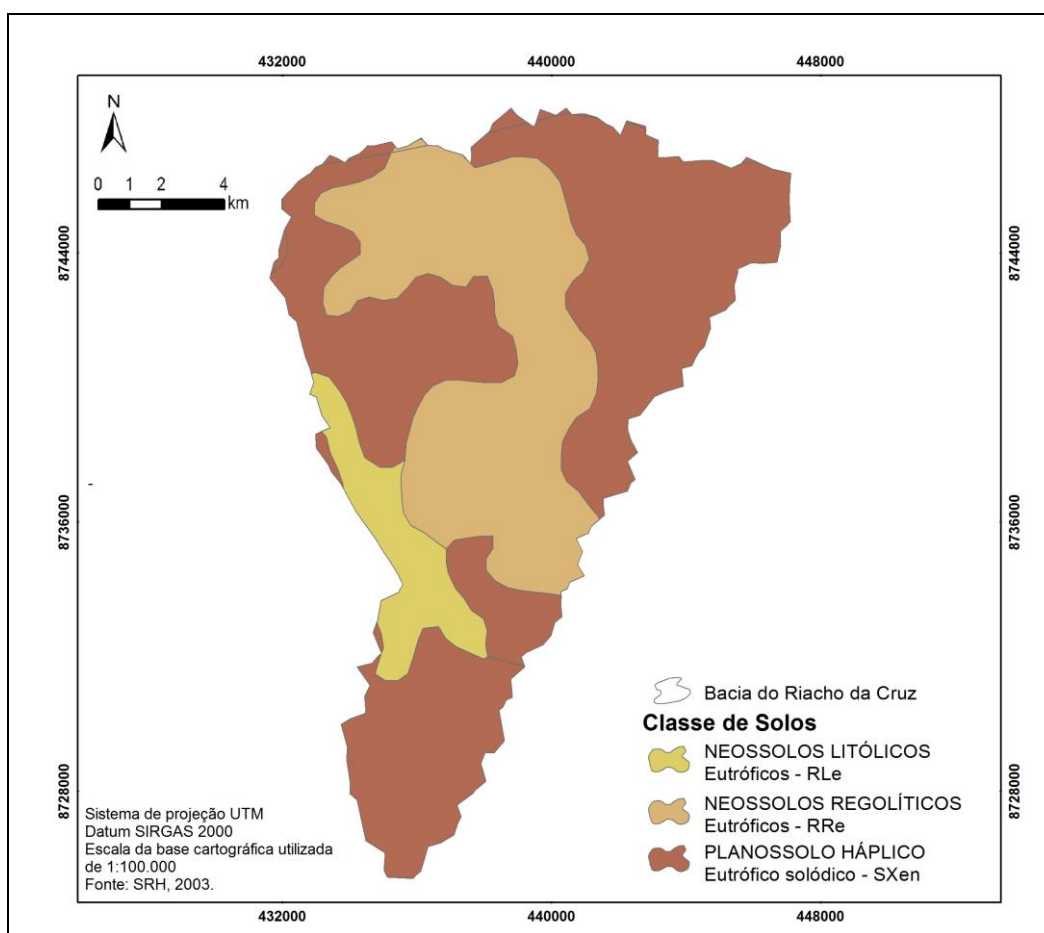 432000 440000 448000
N
0 1 2 4
km
8744000 8744000
8736000 8736000
8728000 8728000
Bacia do Riacho da Cruz
Classe de Solos
NEOSSOLOS LITÓLICOS
Eutróficos - RLe
NEOSSOLOS REGOLÍTICOS
Eutróficos - RRe
PLANOSSOLO HÁPLICO
Eutrófico solódico - SXen
Sistema de projeção UTM
Datum SIRGAS 2000
Escala da base cartográfica utilizada
de 1:100.000
Fonte: SRH, 2003.
432000 440000 448000